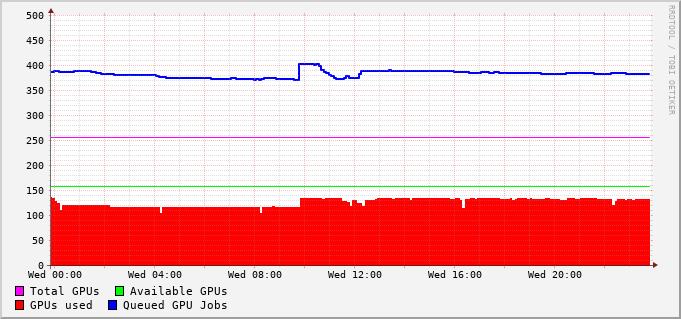 RRDTOOL / TOBI OETIKER
500
450
400
350
300
250
200
150
100
50
0
Wed 00:00 Wed 04:00 Wed 08:00 Wed 12:00 Wed 16:00 Wed 20:00
Total GPUs Available GPUs
GPUs used Queued GPU Jobs